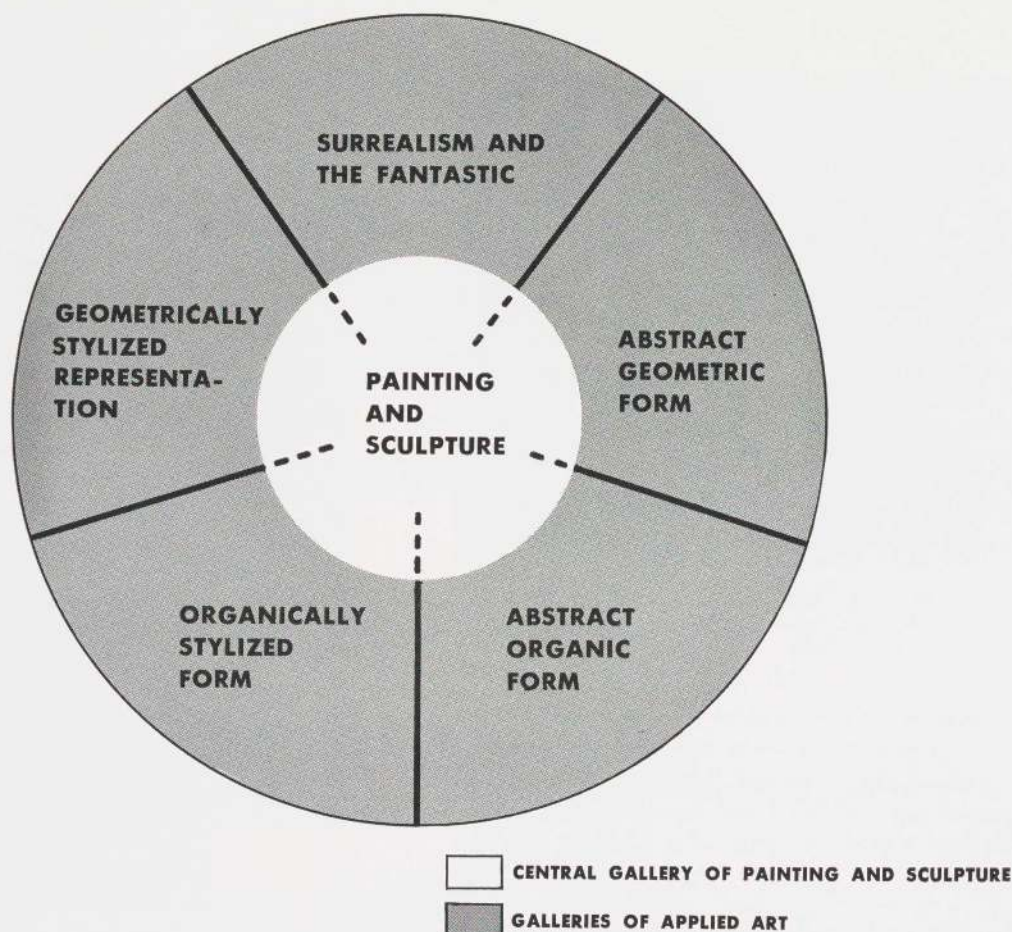 SURREALISM AND
THE FANTASTIC
GEOMETRICALLY
STYLIZED
REPRESENTA-
TION
ABSTRACT
GEOMETRIC
FORM
PAINTING
AND
SCULPTURE
ORGANICALLY
STYLIZED
FORM
ABSTRACT
ORGANIC
FORM
CENTRAL GALLERY OF PAINTING AND SCULPTURE
GALLERIES OF APPLIED ART